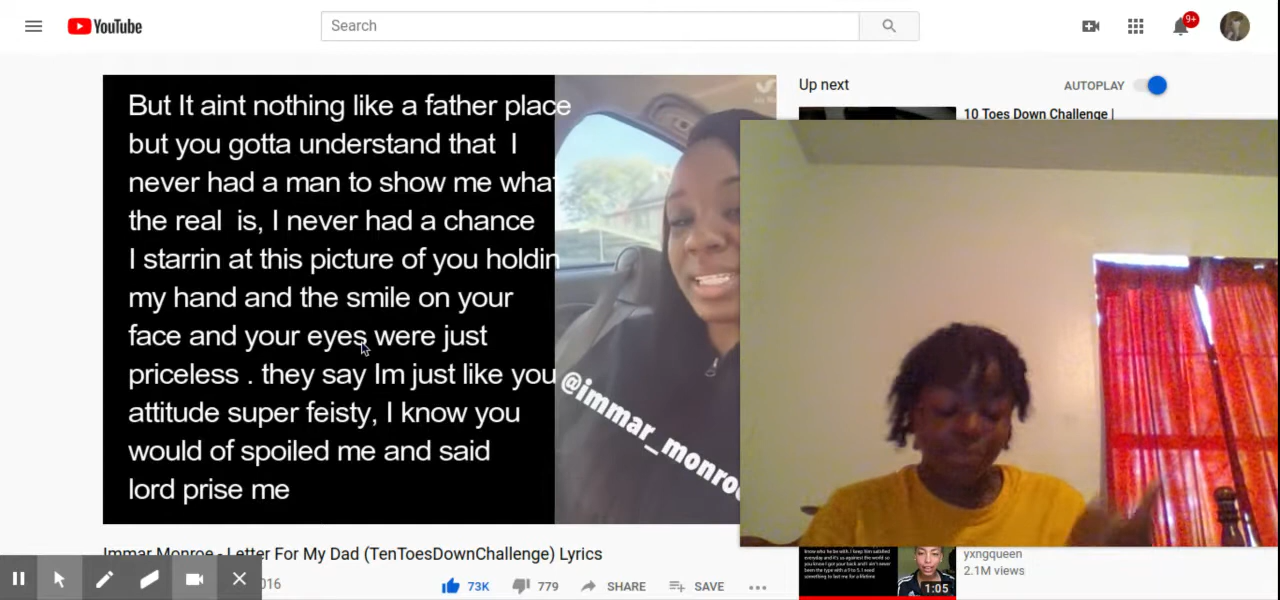 YouTube
Search
9+
But It aint nothing like a father place
but you gotta understand that I
never had a man to show me what
the real is, I never had a chance
I starrin at this picture of you holdin
my hand and the smile on your
face and your eyes were just
priceless . they say Im just like you
attitude super feisty, I know you
would of spoiled me and said
lord prise me
@immar_monro
Up next
AUTOPLAY
10 Toes Down Challenge |
Immar Monroe - Letter For My Dad (TenToesDownChallenge) Lyrics
016
73K
779
SHARE
SAVE
yxngqueen
2.1M views
1:05